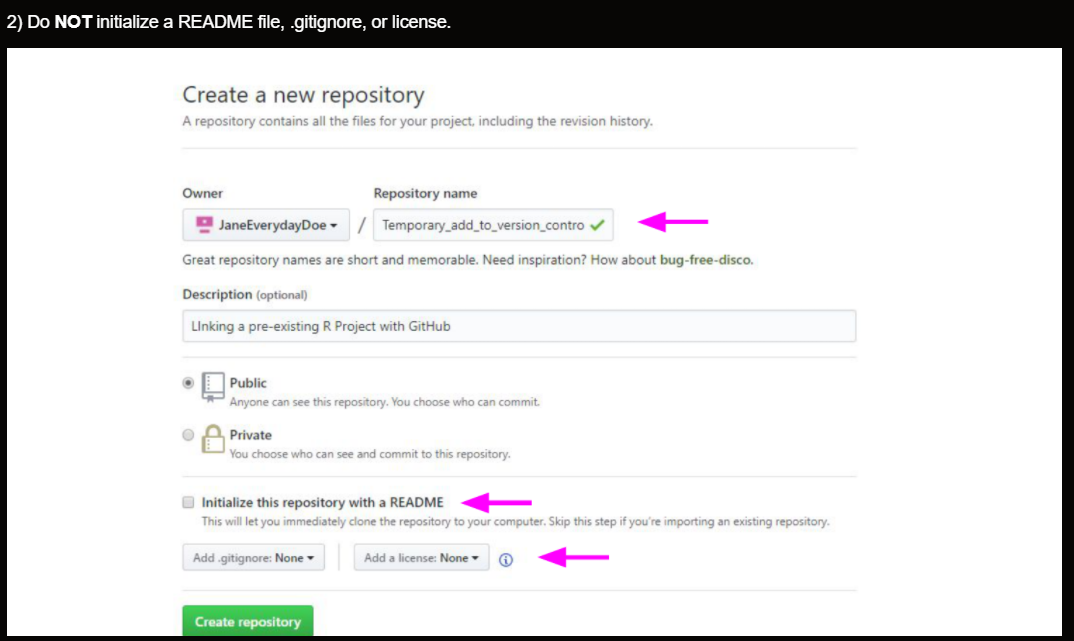 2) Do NOT initialize a README file, .gitignore, or license.
Create a new repository
A repository contains all the files for your project, including the revision history.
Owner
Repository name
JaneEverydayDoe
/
Temporary_add_to_version_contro
Great repository names are short and memorable. Need inspiration? How about bug-free-disco.
Description (optional)
LInking a pre-existing R Project with GitHub
Public
Anyone can see this repository. You choose who can commit.
Private
You choose who can see and commit to this repository.
Initialize this repository with a README
This will let you immediately clone the repository to your computer. Skip this step if you're importing an existing repository.
Add .gitignore: None
Add a license: None
Create repository